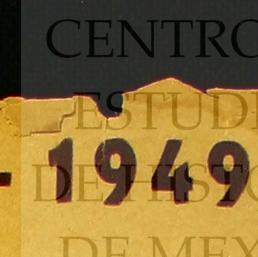 CENTRO
ESTUDI
DE HISTO
- 1949
DE MEX